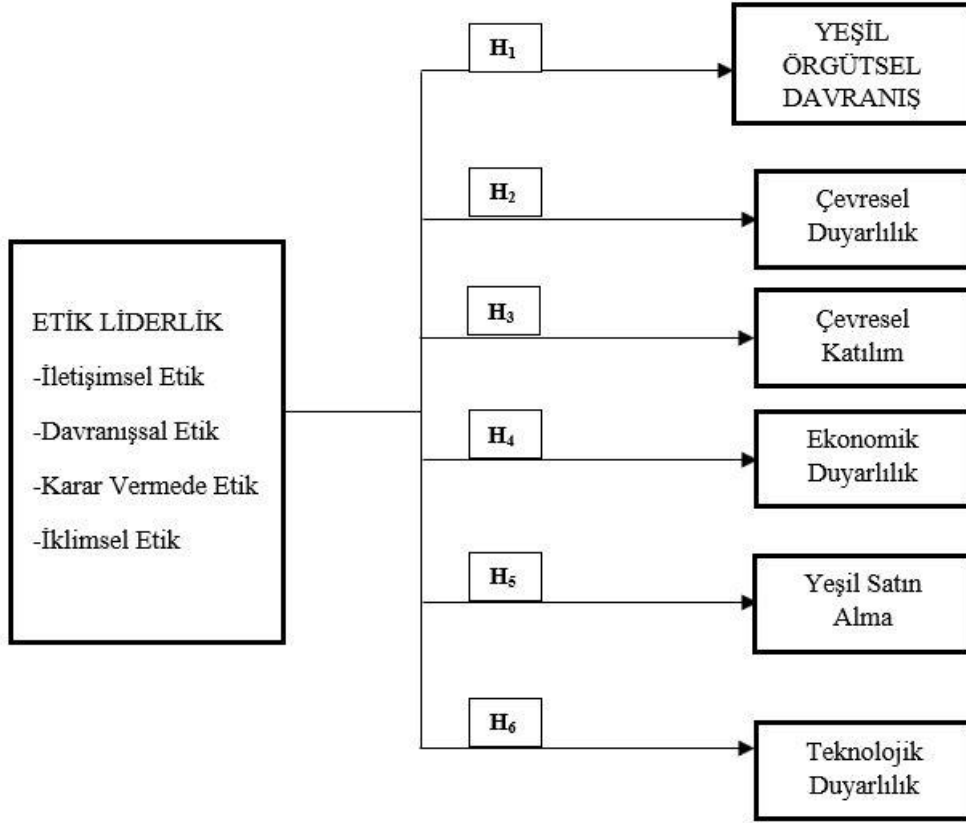 ETİK LİDERLİK
-İletişimsel Etik
-Davranışsal Etik
-Karar Vermede Etik
-İklimsel Etik
H₁
YEŞİL
ÖRGÜTSEL
DAVRANIŞ
H₂
Çevresel
Duyarlılık
H₃
Çevresel
Katılım
H₄
Ekonomik
Duyarlılık
H₅
Yeşil Satın
Alma
H₆
Teknolojik
Duyarlılık